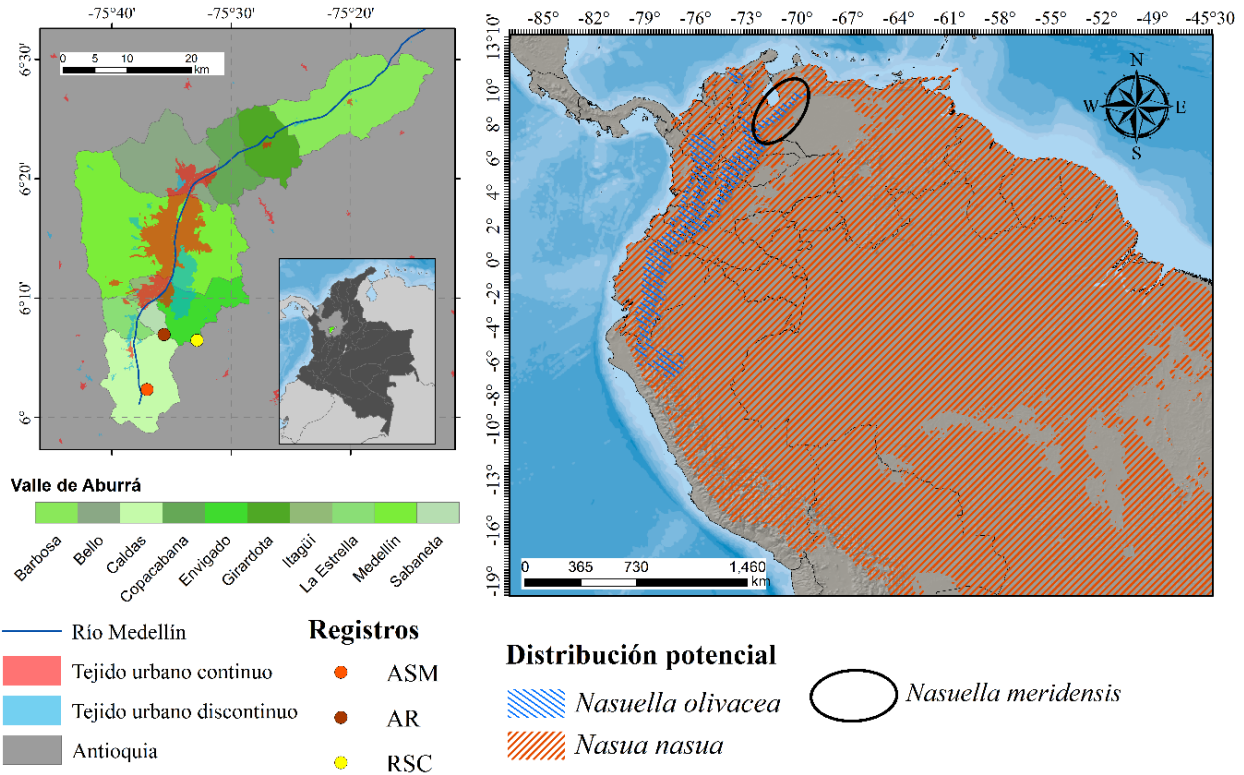 -75°40' -75°30' -75°20'
6°30'
6°20'
6°10'
6°
0 5 10 20
km
Valle de Aburrá
Barbosa
Bello
Caldas
Copacabana
Envigado
Girardota
Itagüí
La Estrella
Medellín
Sabaneta
Río Medellín
Tejido urbano continuo
Tejido urbano discontinuo
Antioquia
Registros
ASM
AR
RSC
-85° -82° -79° -76° -73° -70° -67° -64° -61° -58° -55° -52° -49° -45°30'
13°10'
10°
8°
6°
4°
2°
0°
-2°
-4°
-6°
-8°
-10°
-13°
-16°
-19°
N
W E
S
0 365 730 1,460
km
Distribución potencial
Nasuella olivacea
Nasua nasua
Nasuella meridensis